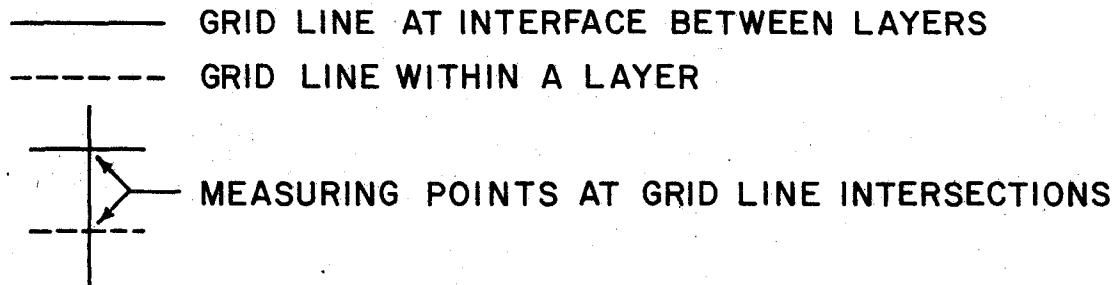 GRID LINE AT INTERFACE BETWEEN LAYERS
GRID LINE WITHIN A LAYER
MEASURING POINTS AT GRID LINE INTERSECTIONS